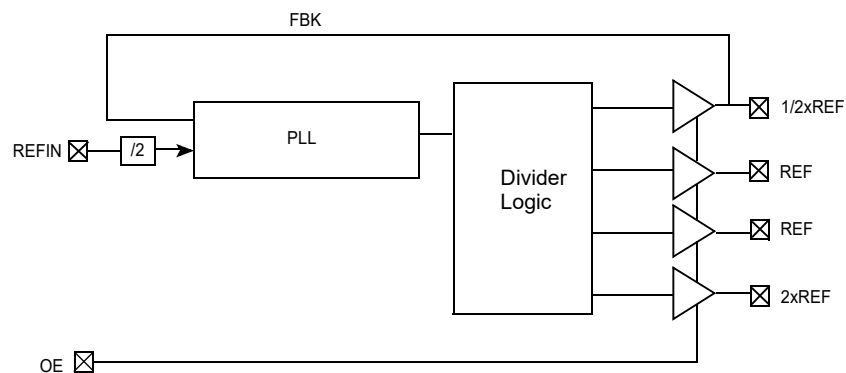 FBK
1/2xREF
REFIN
/2
PLL
REF
Divider
Logic
REF
2xREF
OE